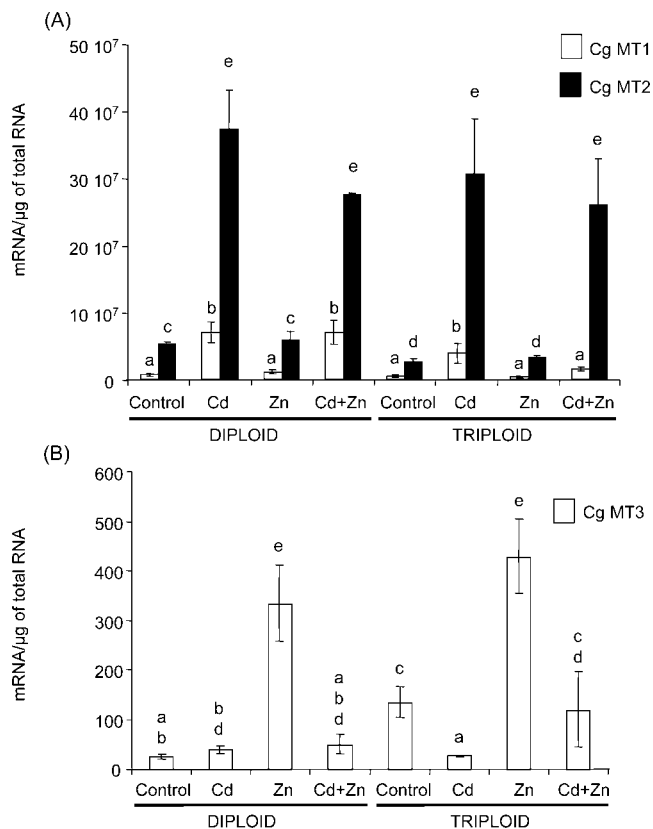 (A)
50 10⁷
40 10⁷
30 10⁷
20 10⁷
10 10⁷
0
mRNA/µg of total RNA
Cg MT1
Cg MT2
a c b e a c b e a d b e a d a e
Control Cd Zn Cd+Zn Control Cd Zn Cd+Zn
DIPLOID TRIPLOID
(B)
600
500
400
300
200
100
0
mRNA/µg of total RNA
Cg MT3
a
b
b
d
e
a
b
d
c
a
e
c
d
Control Cd Zn Cd+Zn Control Cd Zn Cd+Zn
DIPLOID TRIPLOID